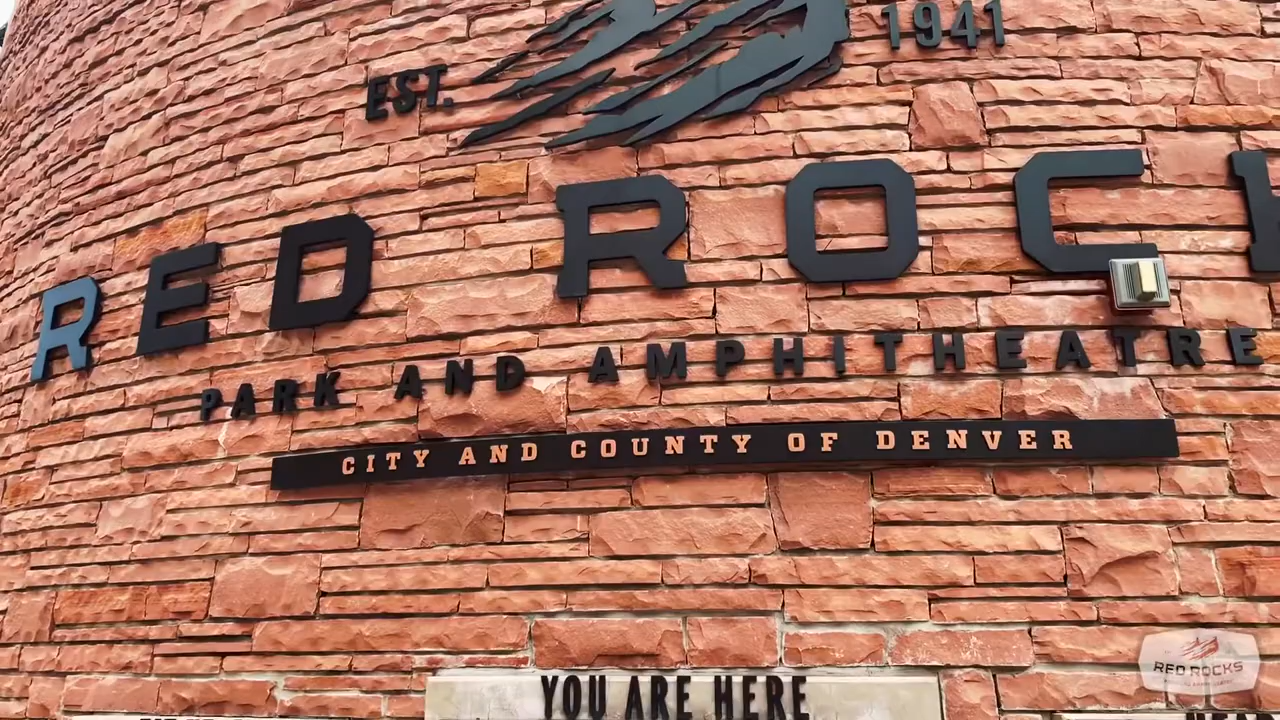 EST. 1941
RED ROCK
PARK AND AMPHITHEATRE
CITY AND COUNTY OF DENVER
YOU ARE HERE
RED ROCKS